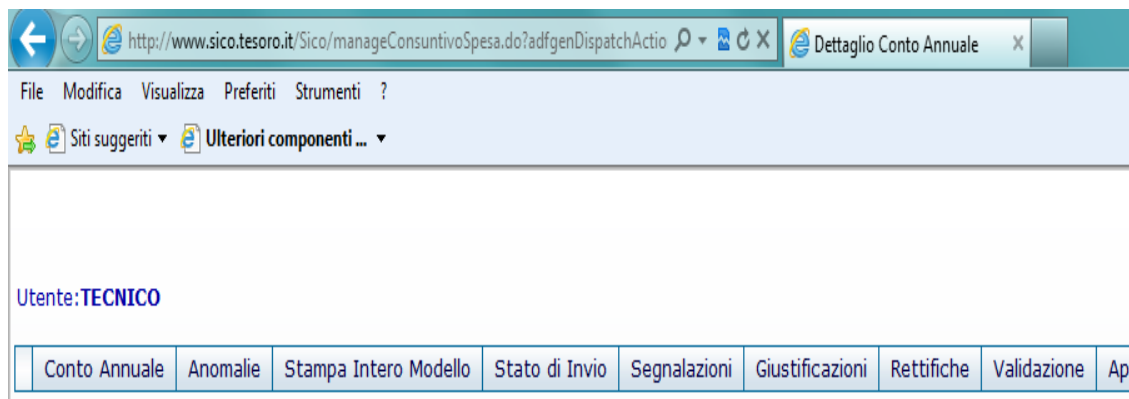 http://www.sico.tesoro.it/Sico/manageConsuntivoSpesa.do?adfgenDispatchActio Dettaglio Conto Annuale
File Modifica Visualizza Preferiti Strumenti ?
Siti suggeriti Ulteriori componenti ...
Utente:TECNICO
Conto Annuale Anomalie Stampa Intero Modello Stato di Invio Segnalazioni Giustificazioni Rettifiche Validazione Ap